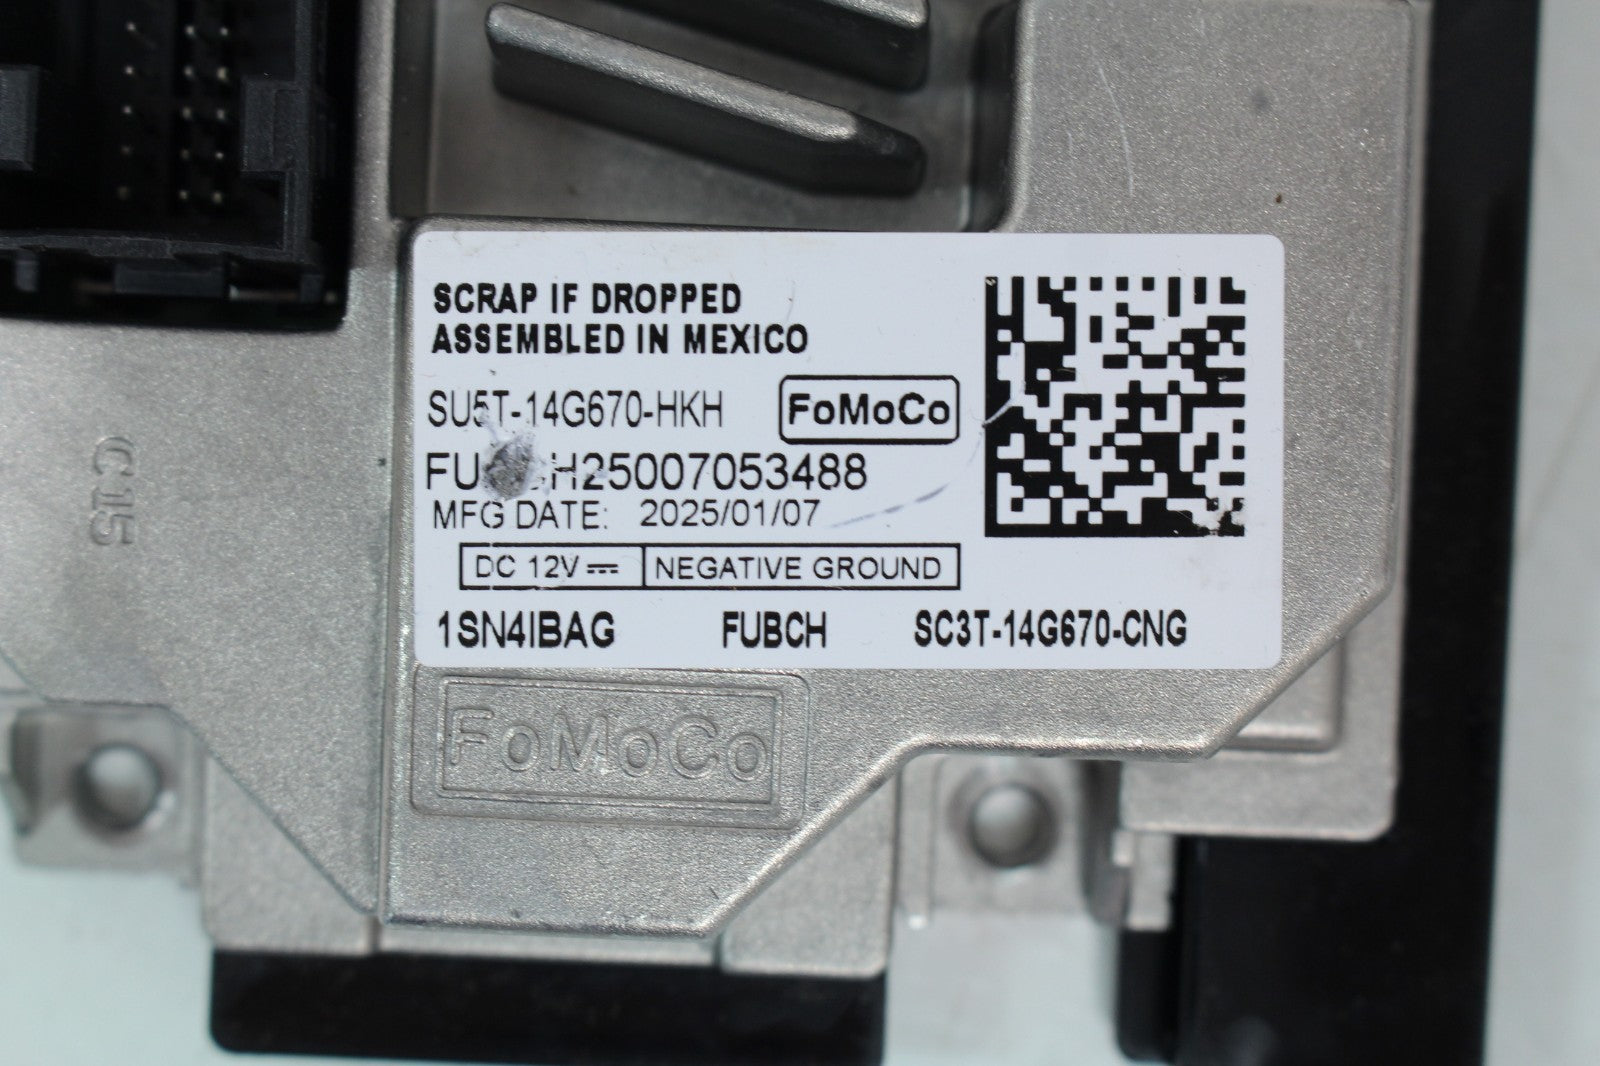 SCRAP IF DROPPED
ASSEMBLED IN MEXICO
SU5T-14G670-HKH
FoMoCo
MFG DATE: 2025/01/07
DC 12V
NEGATIVE GROUND
1SN4IBAG FUBCH SC3T-14G670-CNG
FoMoCo
C15